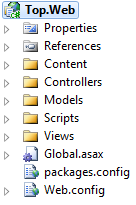 Top.Web
Properties
References
Content
Controllers
Models
Scripts
Views
Global.asax
packages.config
Web.config